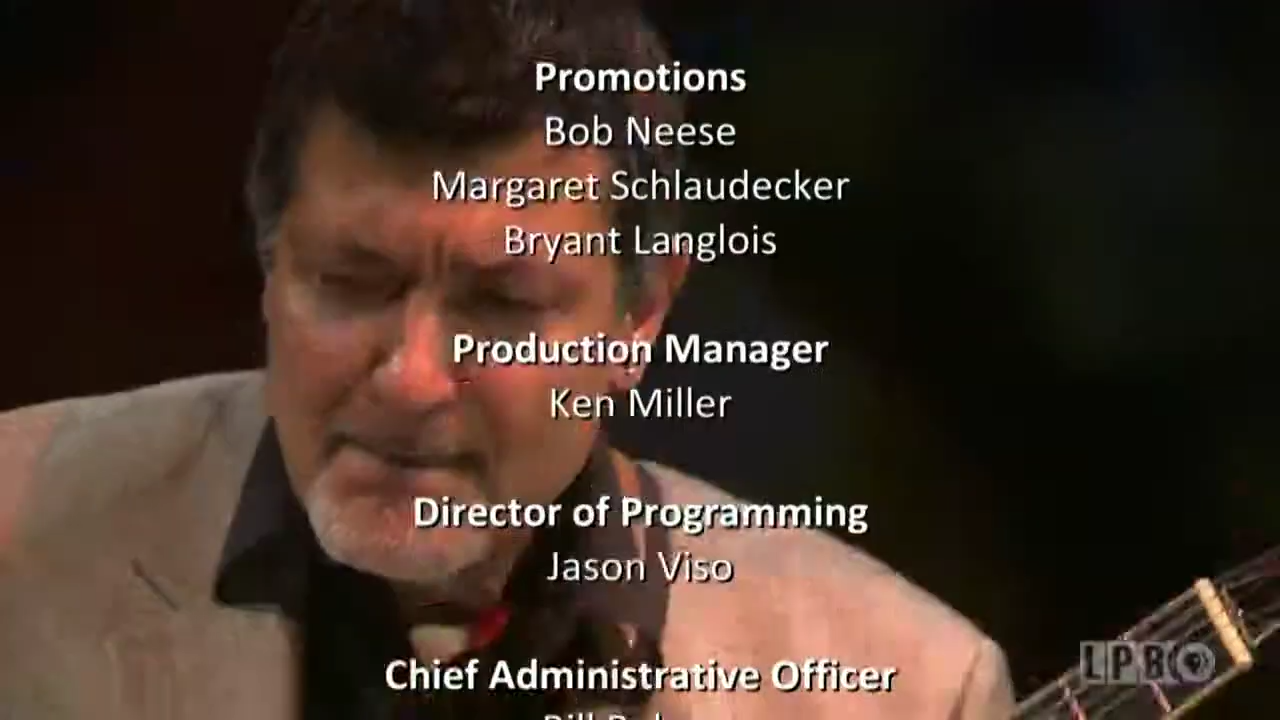 Promotions
Bob Neese
Margaret Schlaudecker
Bryant Langlois
Production Manager
Ken Miller
Director of Programming
Jason Viso
Chief Administrative Officer
LPB